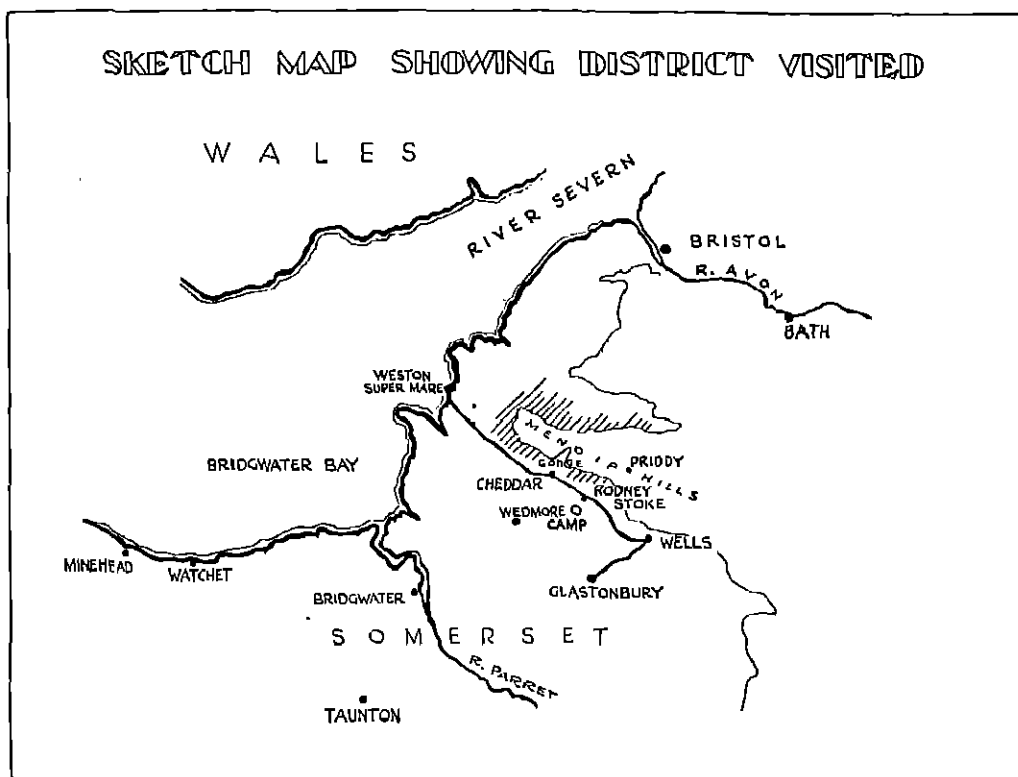 SKETCH MAP SHOWING DISTRICT VISITED
WALES
RIVER SEVERN
BRISTOL
R. AVON
BATH
WESTON
SUPER MARE
MENDIP HILLS
BRIDGWATER BAY
GORGE
PRIDDY
CHEDDAR
RODNEY
STOKE
WEDMORE
CAMP
WELLS
MINEHEAD
WATCHET
GLASTONBURY
BRIDGWATER
SOMERSET
R. PARRET
TAUNTON